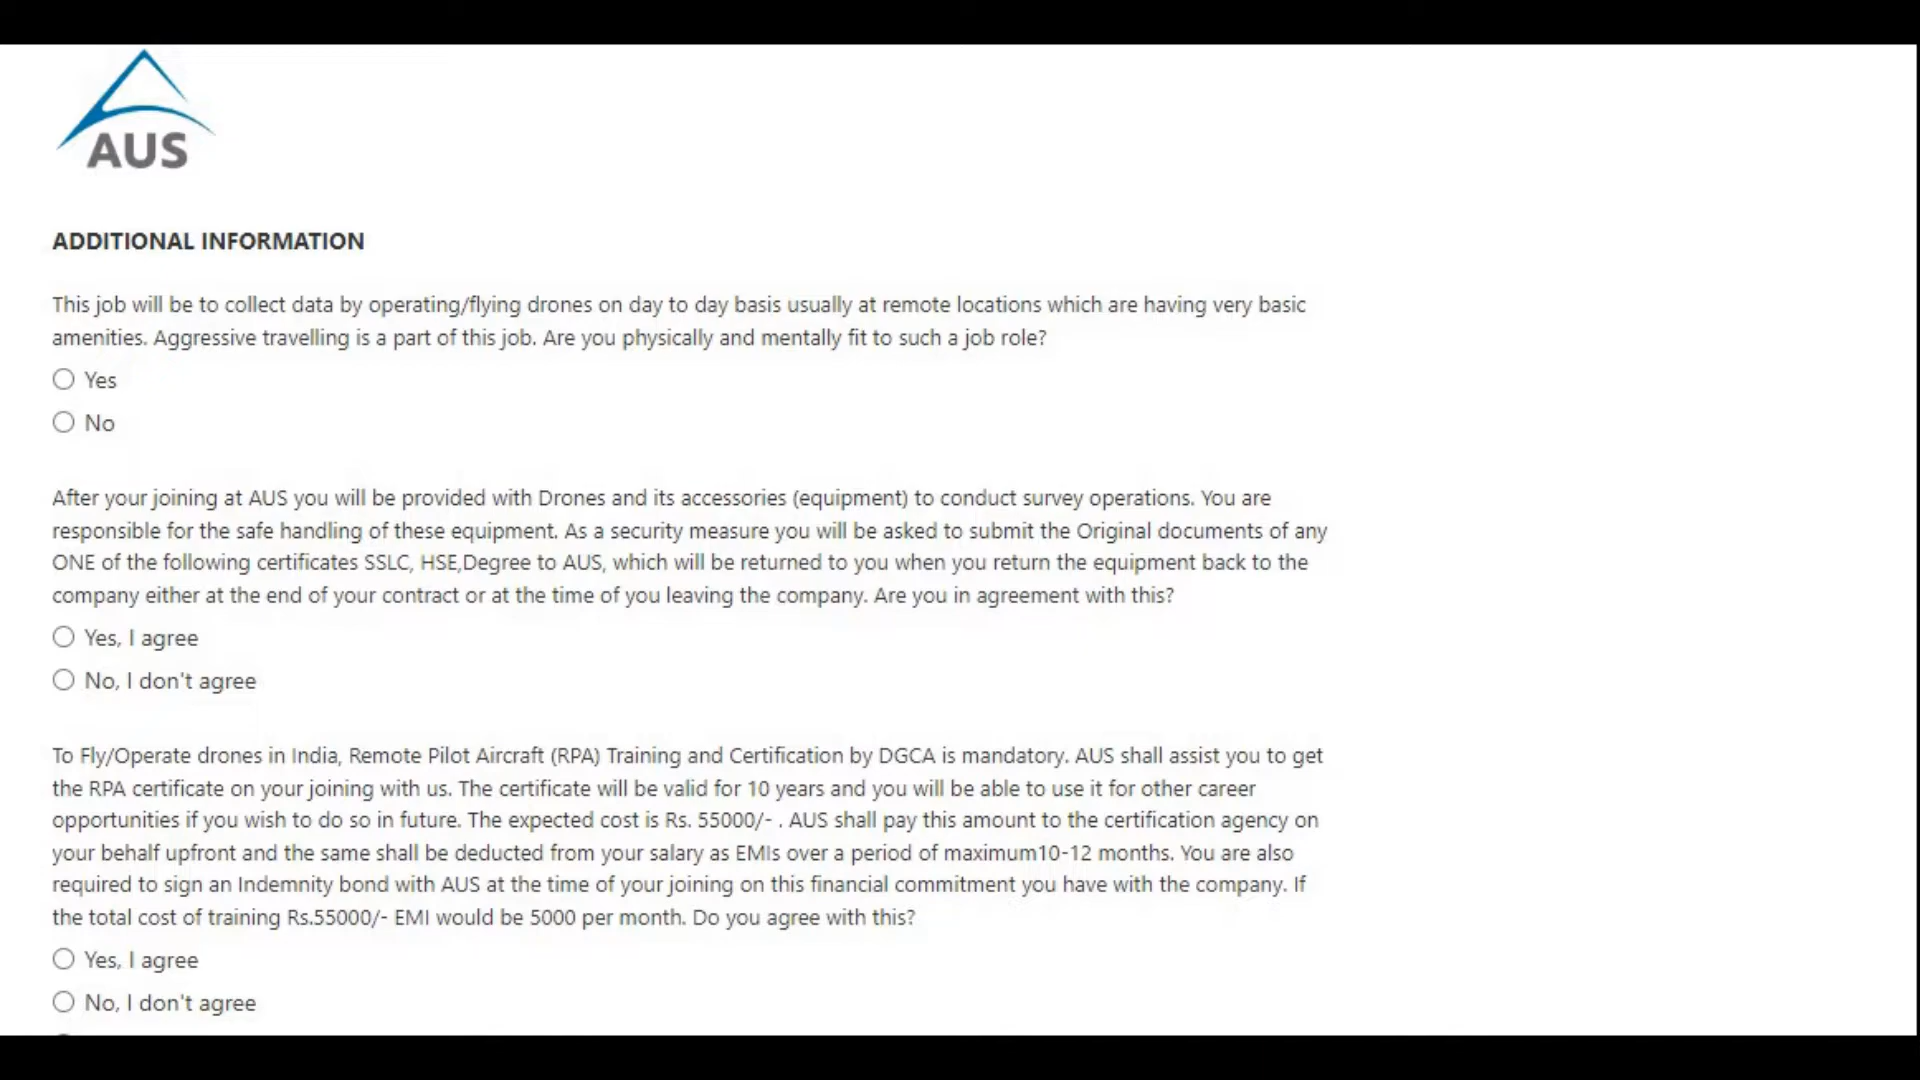 AUS
ADDITIONAL INFORMATION
This job will be to collect data by operating/flying drones on day to day basis usually at remote locations which are having very basic
amenities. Aggressive travelling is a part of this job. Are you physically and mentally fit to such a job role?
Yes
No
After your joining at AUS you will be provided with Drones and its accessories (equipment) to conduct survey operations. You are
responsible for the safe handling of these equipment. As a security measure you will be asked to submit the Original documents of any
ONE of the following certificates SSLC, HSE,Degree to AUS, which will be returned to you when you return the equipment back to the
company either at the end of your contract or at the time of you leaving the company. Are you in agreement with this?
Yes, I agree
No, I don't agree
To Fly/Operate drones in India, Remote Pilot Aircraft (RPA) Training and Certification by DGCA is mandatory. AUS shall assist you to get
the RPA certificate on your joining with us. The certificate will be valid for 10 years and you will be able to use it for other career
opportunities if you wish to do so in future. The expected cost is Rs. 55000/- . AUS shall pay this amount to the certification agency on
your behalf upfront and the same shall be deducted from your salary as EMIs over a period of maximum10-12 months. You are also
required to sign an Indemnity bond with AUS at the time of your joining on this financial commitment you have with the company. If
the total cost of training Rs.55000/- EMI would be 5000 per month. Do you agree with this?
Yes, I agree
No, I don't agree